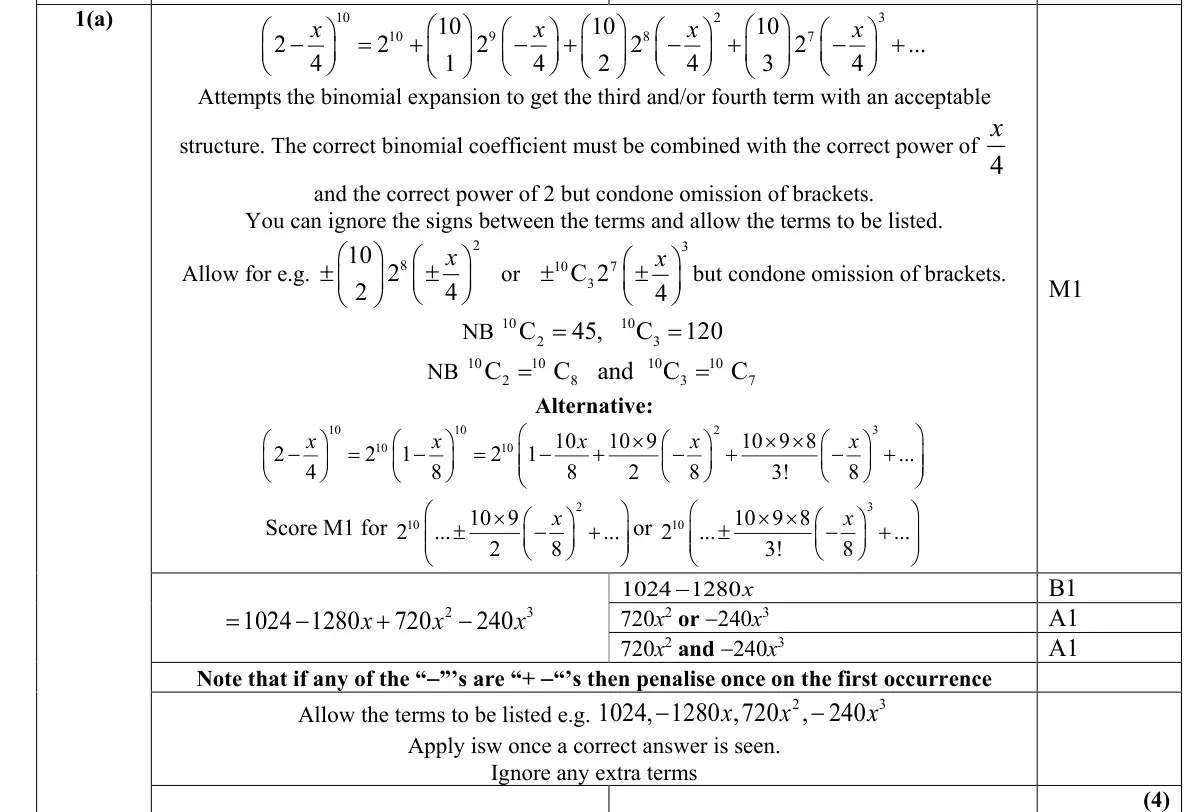 1(a)
(2 − x/4)^10 = 2^10 + (10 1) 2^9 (− x/4) + (10 2) 2^8 (− x/4)^2 + (10 3) 2^7 (− x/4)^3 + ...
Attempts the binomial expansion to get the third and/or fourth term with an acceptable
structure. The correct binomial coefficient must be combined with the correct power of x/4
and the correct power of 2 but condone omission of brackets.
You can ignore the signs between the terms and allow the terms to be listed.
Allow for e.g. ±(10 2) 2^8 (± x/4)^2 or ±^10C_3 2^7 (± x/4)^3 but condone omission of brackets.
M1
NB ^10C_2 = 45, ^10C_3 = 120
NB ^10C_2 =^10 C_8 and ^10C_3 =^10 C_7
Alternative:
(2 − x/4)^10 = 2^10 (1 − x/8)^10 = 2^10 (1 − 10x/8 + 10×9/2 (− x/8)^2 + 10×9×8/3! (− x/8)^3 + ...)
Score M1 for 2^10 (...± 10×9/2 (− x/8)^2 + ...) or 2^10 (...± 10×9×8/3! (− x/8)^3 + ...)
= 1024 − 1280x + 720x^2 − 240x^3
1024 − 1280x B1
720x^2 or −240x^3 A1
720x^2 and −240x^3 A1
Note that if any of the “–”’s are “+ –“’s then penalise once on the first occurrence
Allow the terms to be listed e.g. 1024, −1280x, 720x^2, − 240x^3
Apply isw once a correct answer is seen.
Ignore any extra terms
(4)